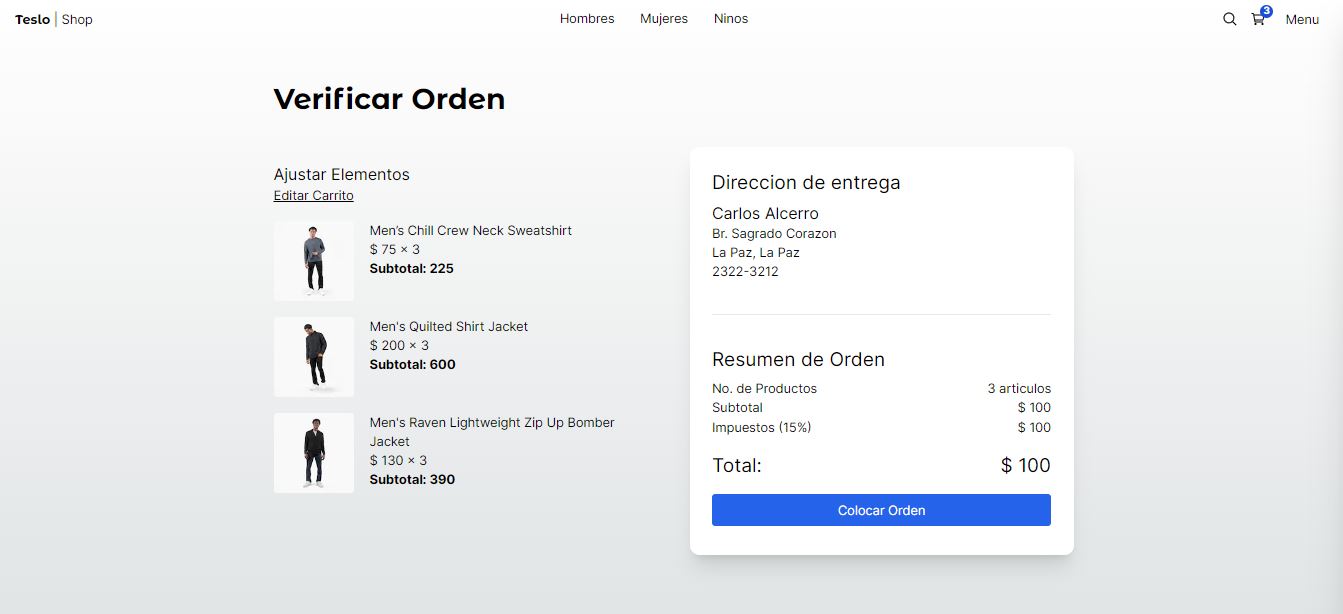 Teslo | Shop
Hombres Mujeres Ninos
3
Menu
Verificar Orden
Ajustar Elementos
Editar Carrito
Men’s Chill Crew Neck Sweatshirt
$ 75 × 3
Subtotal: 225
Men's Quilted Shirt Jacket
$ 200 × 3
Subtotal: 600
Men's Raven Lightweight Zip Up Bomber
Jacket
$ 130 × 3
Subtotal: 390
Direccion de entrega
Carlos Alcerro
Br. Sagrado Corazon
La Paz, La Paz
2322-3212
Resumen de Orden
No. de Productos 3 articulos
Subtotal $ 100
Impuestos (15%) $ 100
Total: $ 100
Colocar Orden